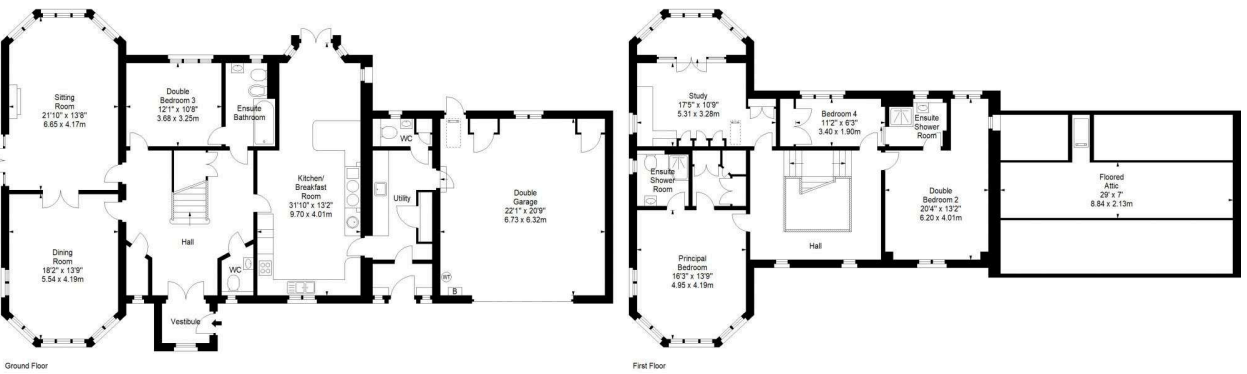 Sitting
Room
21'10" x 13'8"
6.65 x 4.17m
Double
Bedroom 3
12'1" x 10'8"
3.68 x 3.25m
Ensuite
Bathroom
Kitchen/
Breakfast
Room
31'10" x 13'2"
9.70 x 4.01m
WC
Utility
Double
Garage
22'1" x 20'9"
6.73 x 6.32m
Dining
Room
18'2" x 13'9"
5.54 x 4.19m
Hall
WC
Vestibule
WT
B
Ground Floor
Study
17'5" x 10'9"
5.31 x 3.28m
Bedroom 4
11'2" x 6'3"
3.40 x 1.90m
Ensuite
Shower
Room
Ensuite
Shower
Room
Double
Bedroom 2
20'4" x 13'2"
6.20 x 4.01m
Floored
Attic
29' x 7'
8.84 x 2.13m
Hall
Principal
Bedroom
16'3" x 13'9"
4.95 x 4.19m
First Floor